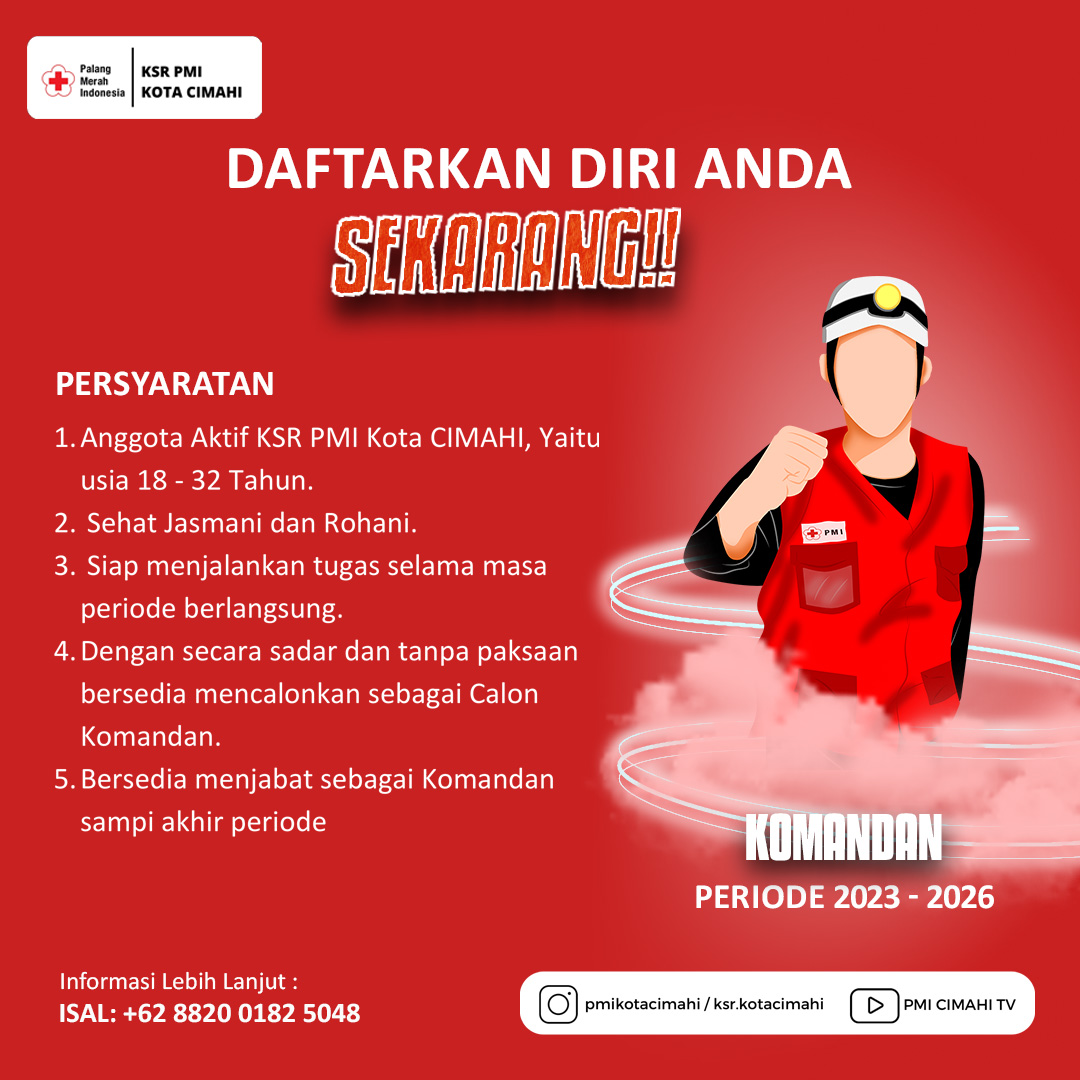 Palang
Merah
Indonesia
KSR PMI
KOTA CIMAHI
DAFTARKAN DIRI ANDA
SEKARANG!!
PERSYARATAN
1. Anggota Aktif KSR PMI Kota CIMAHI, Yaitu
usia 18 - 32 Tahun.
2. Sehat Jasmani dan Rohani.
3. Siap menjalankan tugas selama masa
periode berlangsung.
4. Dengan secara sadar dan tanpa paksaan
bersedia mencalonkan sebagai Calon
Komandan.
5. Bersedia menjabat sebagai Komandan
sampi akhir periode
PMI
KOMANDAN
PERIODE 2023 - 2026
Informasi Lebih Lanjut :
ISAL: +62 8820 0182 5048
pmikotacimahi / ksr.kotacimahi
PMI CIMAHI TV